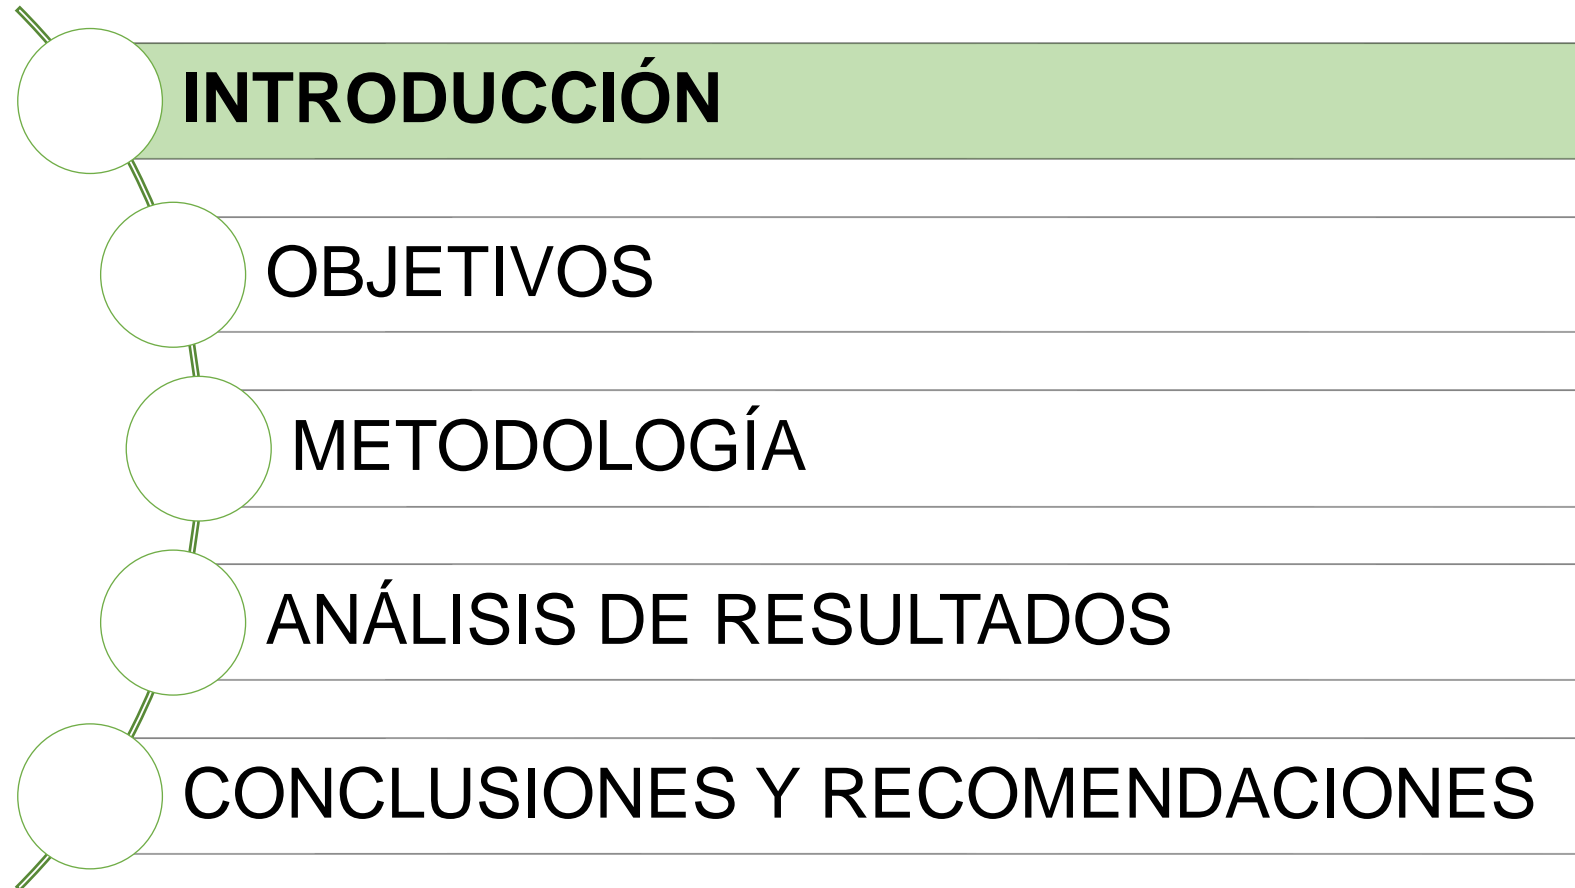 INTRODUCCIÓN
OBJETIVOS
METODOLOGÍA
ANÁLISIS DE RESULTADOS
CONCLUSIONES Y RECOMENDACIONES